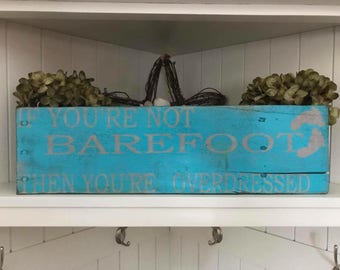 IF YOU'RE NOT
BAREFOOT
THEN YOU'RE OVERDRESSED